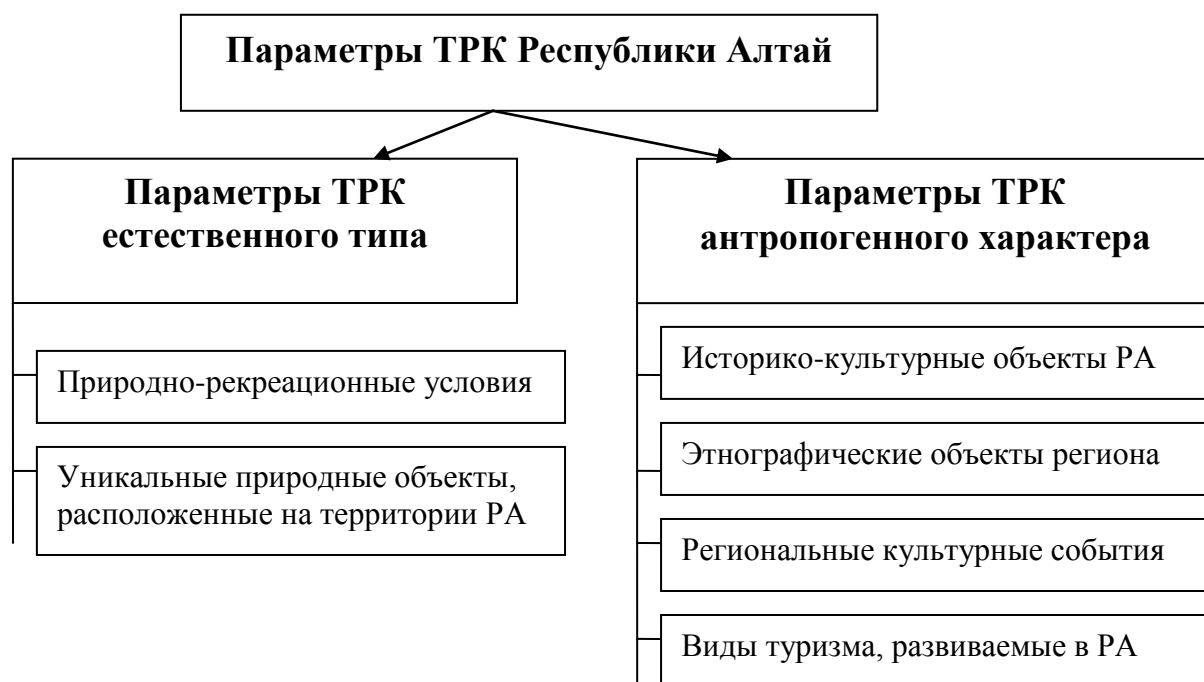 Параметры ТРК Республики Алтай
Параметры ТРК
естественного типа
Природно-рекреационные условия
Уникальные природные объекты,
расположенные на территории РА
Параметры ТРК
антропогенного характера
Историко-культурные объекты РА
Этнографические объекты региона
Региональные культурные события
Виды туризма, развиваемые в РА